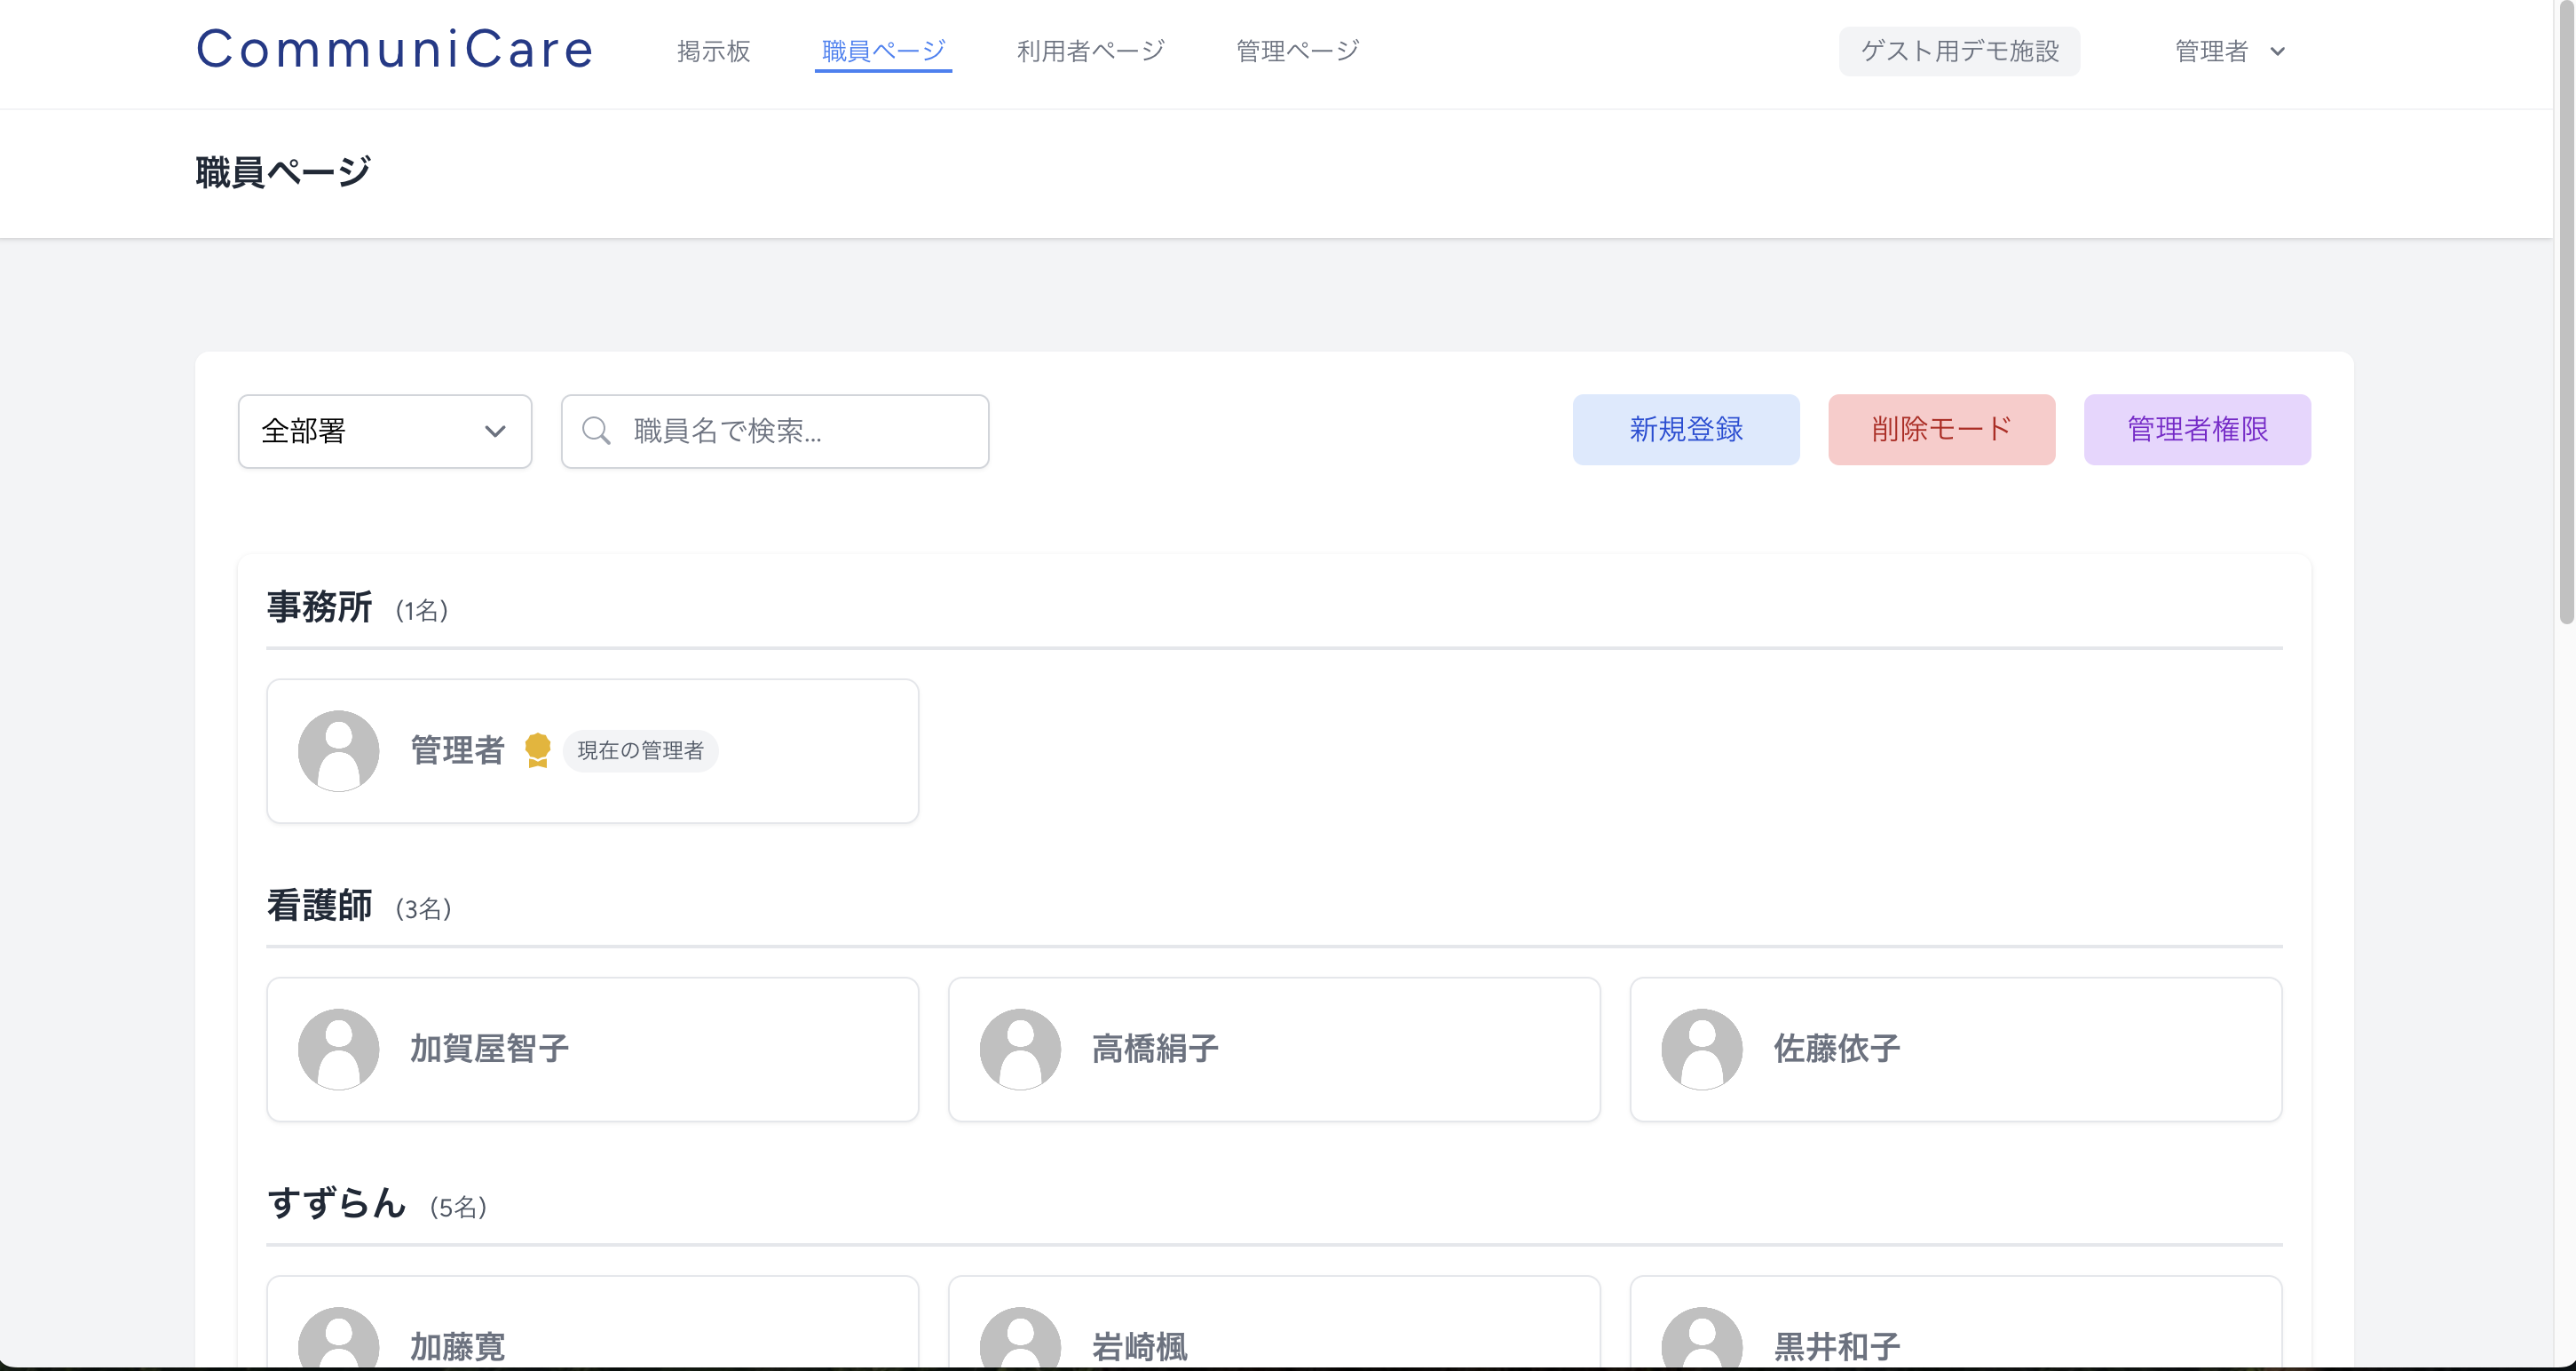 CommuniCare 掲示板 職員ページ 利用者ページ 管理ページ ゲスト用デモ施設 管理者
職員ページ
全部署 職員名で検索... 新規登録 削除モード 管理者権限
事務所 (1名)
管理者 現在の管理者
看護師 (3名)
加賀屋智子 高橋絹子 佐藤依子
すずらん (5名)
加藤寛 岩崎楓 黒井和子